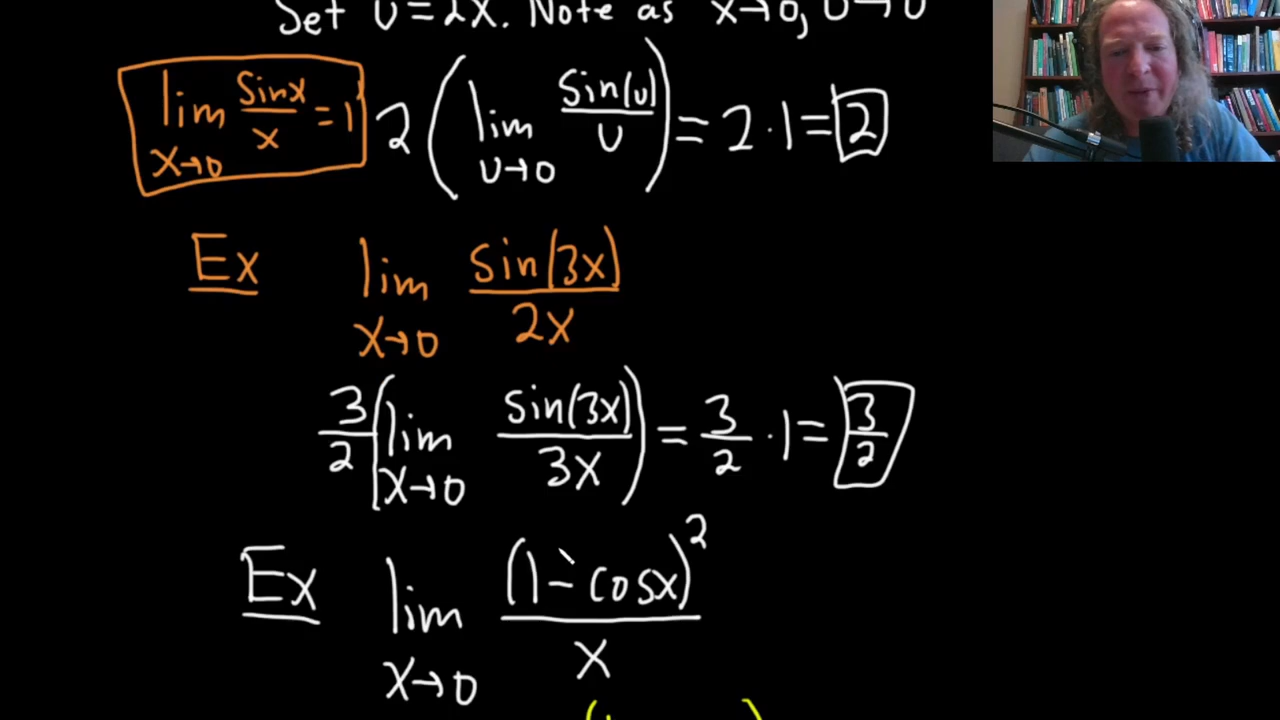 Set u = 2x. Note as x→0, u→0
lim x→0 sinx/x = 1
2 ( lim u→0 sin(u)/u ) = 2·1 = 2
Ex lim x→0 sin(3x)/2x
3/2 ( lim x→0 sin(3x)/3x ) = 3/2 · 1 = 3/2
Ex lim x→0 (1-cosx)²/x